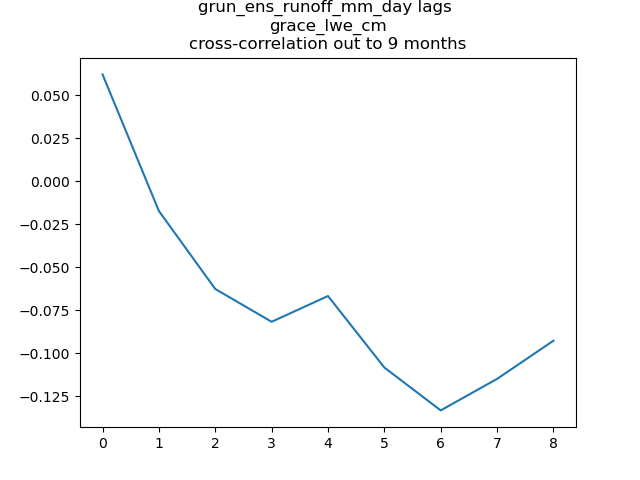 grun_ens_runoff_mm_day lags
grace_lwe_cm
cross-correlation out to 9 months
0.050
0.025
0.000
−0.025
−0.050
−0.075
−0.100
−0.125
0 1 2 3 4 5 6 7 8